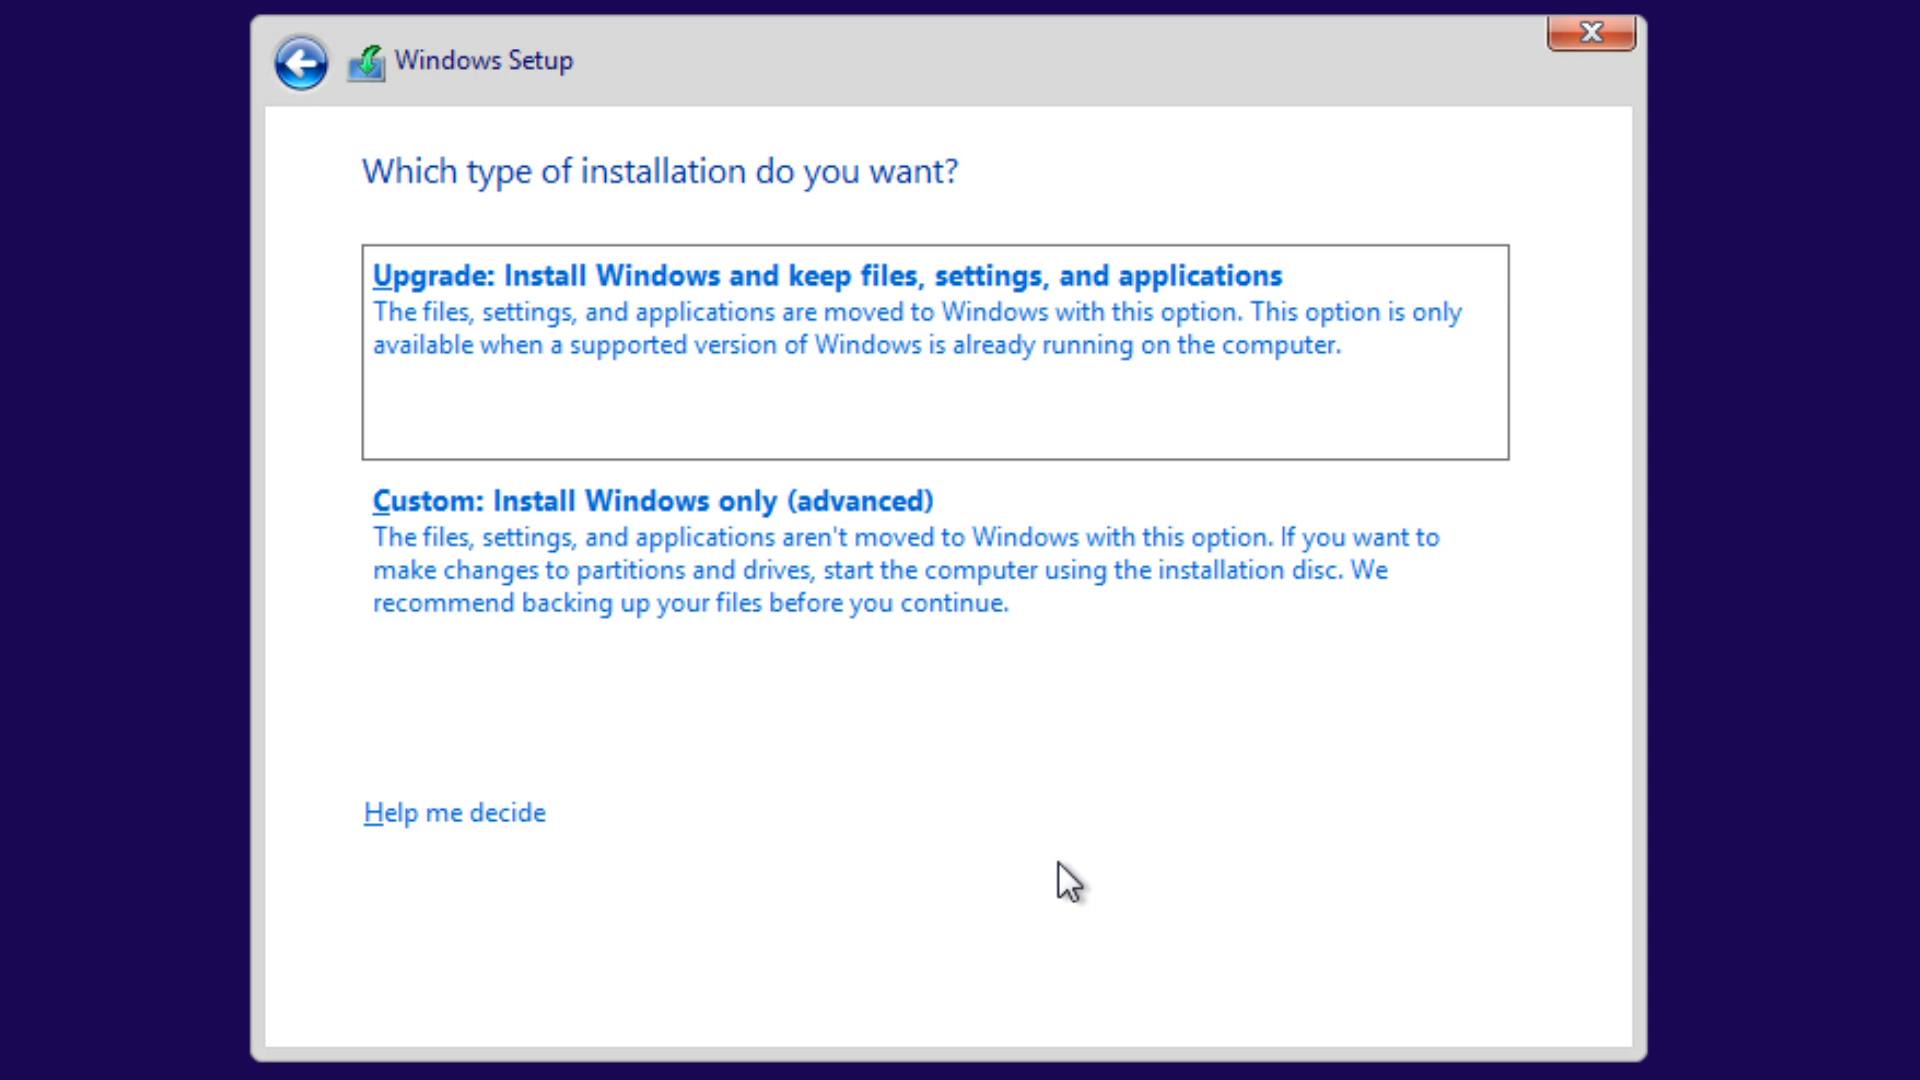 Windows Setup
Which type of installation do you want?
Upgrade: Install Windows and keep files, settings, and applications
The files, settings, and applications are moved to Windows with this option. This option is only
available when a supported version of Windows is already running on the computer.
Custom: Install Windows only (advanced)
The files, settings, and applications aren't moved to Windows with this option. If you want to
make changes to partitions and drives, start the computer using the installation disc. We
recommend backing up your files before you continue.
Help me decide